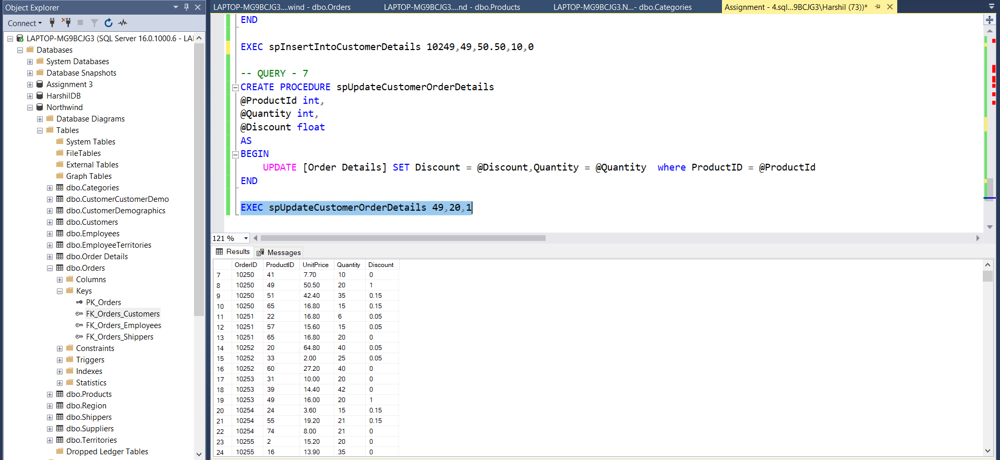 Object Explorer
Connect
LAPTOP-MG9BCJG3 (SQL Server 16.0.1000.6 - LAI
Databases
System Databases
Database Snapshots
Assignment 3
HarshilDB
Northwind
Database Diagrams
Tables
System Tables
FileTables
External Tables
Graph Tables
dbo.Categories
dbo.CustomerCustomerDemo
dbo.CustomerDemographics
dbo.Customers
dbo.Employees
dbo.EmployeeTerritories
dbo.Order Details
dbo.Orders
Columns
Keys
PK_Orders
FK_Orders_Customers
FK_Orders_Employees
FK_Orders_Shippers
Constraints
Triggers
Indexes
Statistics
dbo.Products
dbo.Region
dbo.Shippers
dbo.Suppliers
dbo.Territories
Dropped Ledger Tables
LAPTOP-MG9BCJG3....wind - dbo.Orders
LAPTOP-MG9BCJG3....nd - dbo.Products
LAPTOP-MG9BCJG3.N...- dbo.Categories
Assignment - 4.sql...9BCJG3\Harshil (73))*
END
EXEC spInsertIntoCustomerDetails 10249,49,50.50,10,0
-- QUERY - 7
CREATE PROCEDURE spUpdateCustomerOrderDetails
@ProductId int,
@Quantity int,
@Discount float
AS
BEGIN
UPDATE [Order Details] SET Discount = @Discount,Quantity = @Quantity  where ProductID = @ProductId
END
EXEC spUpdateCustomerOrderDetails 49,20,1
121 %
Results Messages
OrderID ProductID UnitPrice Quantity Discount
7 10250 41 7.70 10 0
8 10250 49 50.50 20 1
9 10250 51 42.40 35 0.15
10 10250 65 16.80 15 0.15
11 10251 22 16.80 6 0.05
12 10251 57 15.60 15 0.05
13 10251 65 16.80 20 0
14 10252 20 64.80 40 0.05
15 10252 33 2.00 25 0.05
16 10252 60 27.20 40 0
17 10253 31 10.00 20 0
18 10253 39 14.40 42 0
19 10253 49 16.00 20 1
20 10254 24 3.60 15 0.15
21 10254 55 19.20 21 0.15
22 10254 74 8.00 21 0
23 10255 2 15.20 20 0
24 10255 16 13.90 35 0